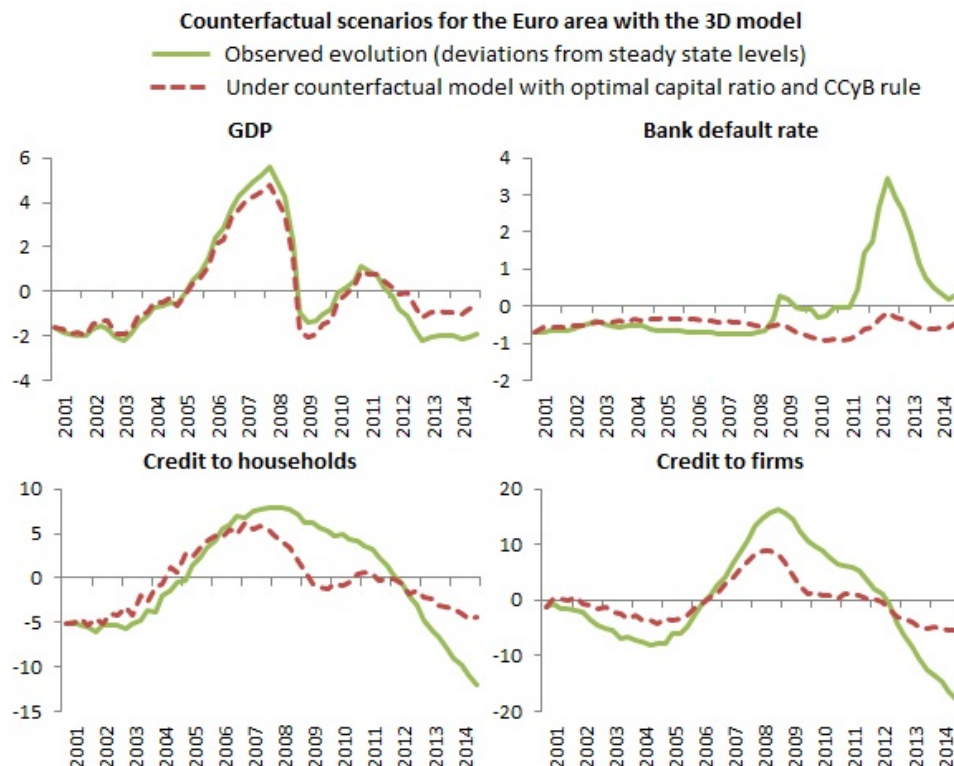 Counterfactual scenarios for the Euro area with the 3D model
Observed evolution (deviations from steady state levels)
Under counterfactual model with optimal capital ratio and CCyB rule
GDP
6
4
2
0
-2
-4
2001 2002 2003 2004 2005 2006 2007 2008 2009 2010 2011 2012 2013 2014
Bank default rate
4
3
2
1
0
-1
-2
2001 2002 2003 2004 2005 2006 2007 2008 2009 2010 2011 2012 2013 2014
Credit to households
10
5
0
-5
-10
-15
2001 2002 2003 2004 2005 2006 2007 2008 2009 2010 2011 2012 2013 2014
Credit to firms
20
10
0
-10
-20
2001 2002 2003 2004 2005 2006 2007 2008 2009 2010 2011 2012 2013 2014